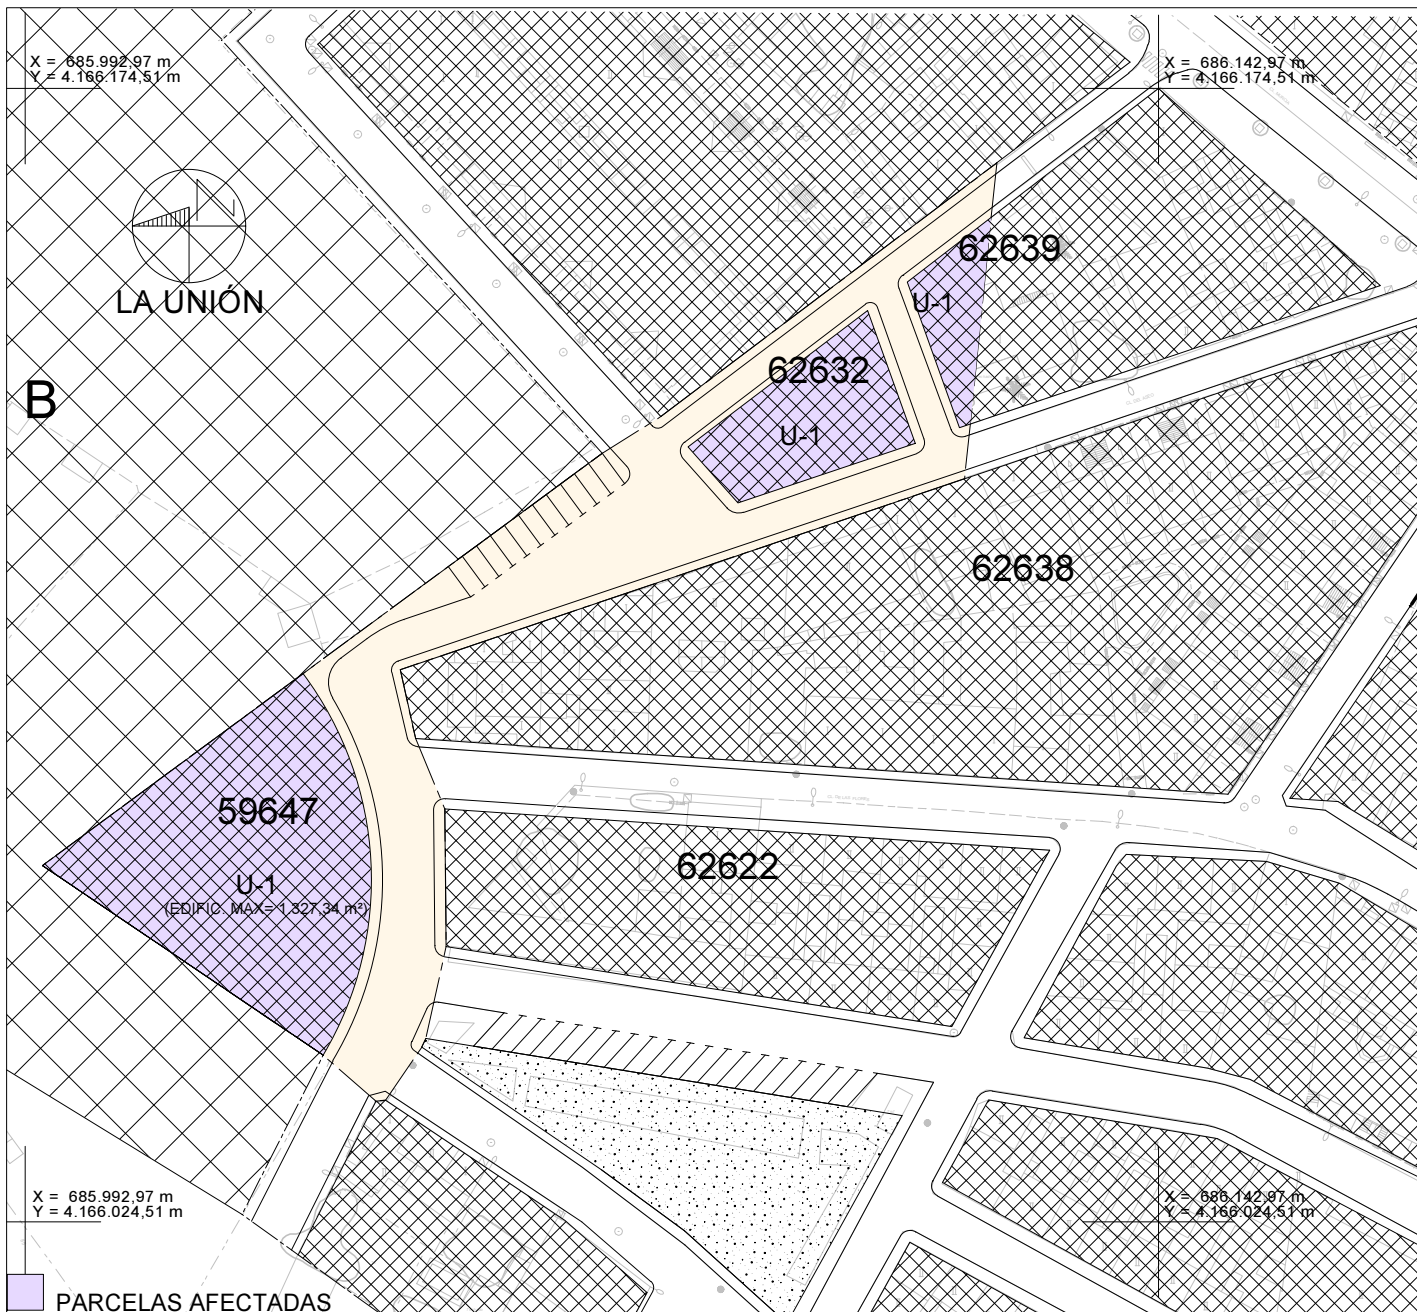 X = 685.992,97 m
Y = 4.166.174,51 m
X = 686.142,97 m
Y = 4.166.174,51 m
LA UNIÓN
62639
U-1
62632
U-1
B
62638
59647
U-1
(EDIFIC. MAX= 1.327,34 m²)
62622
X = 685.992,97 m
Y = 4.166.024,51 m
X = 686.142,97 m
Y = 4.166.024,51 m
PARCELAS AFECTADAS